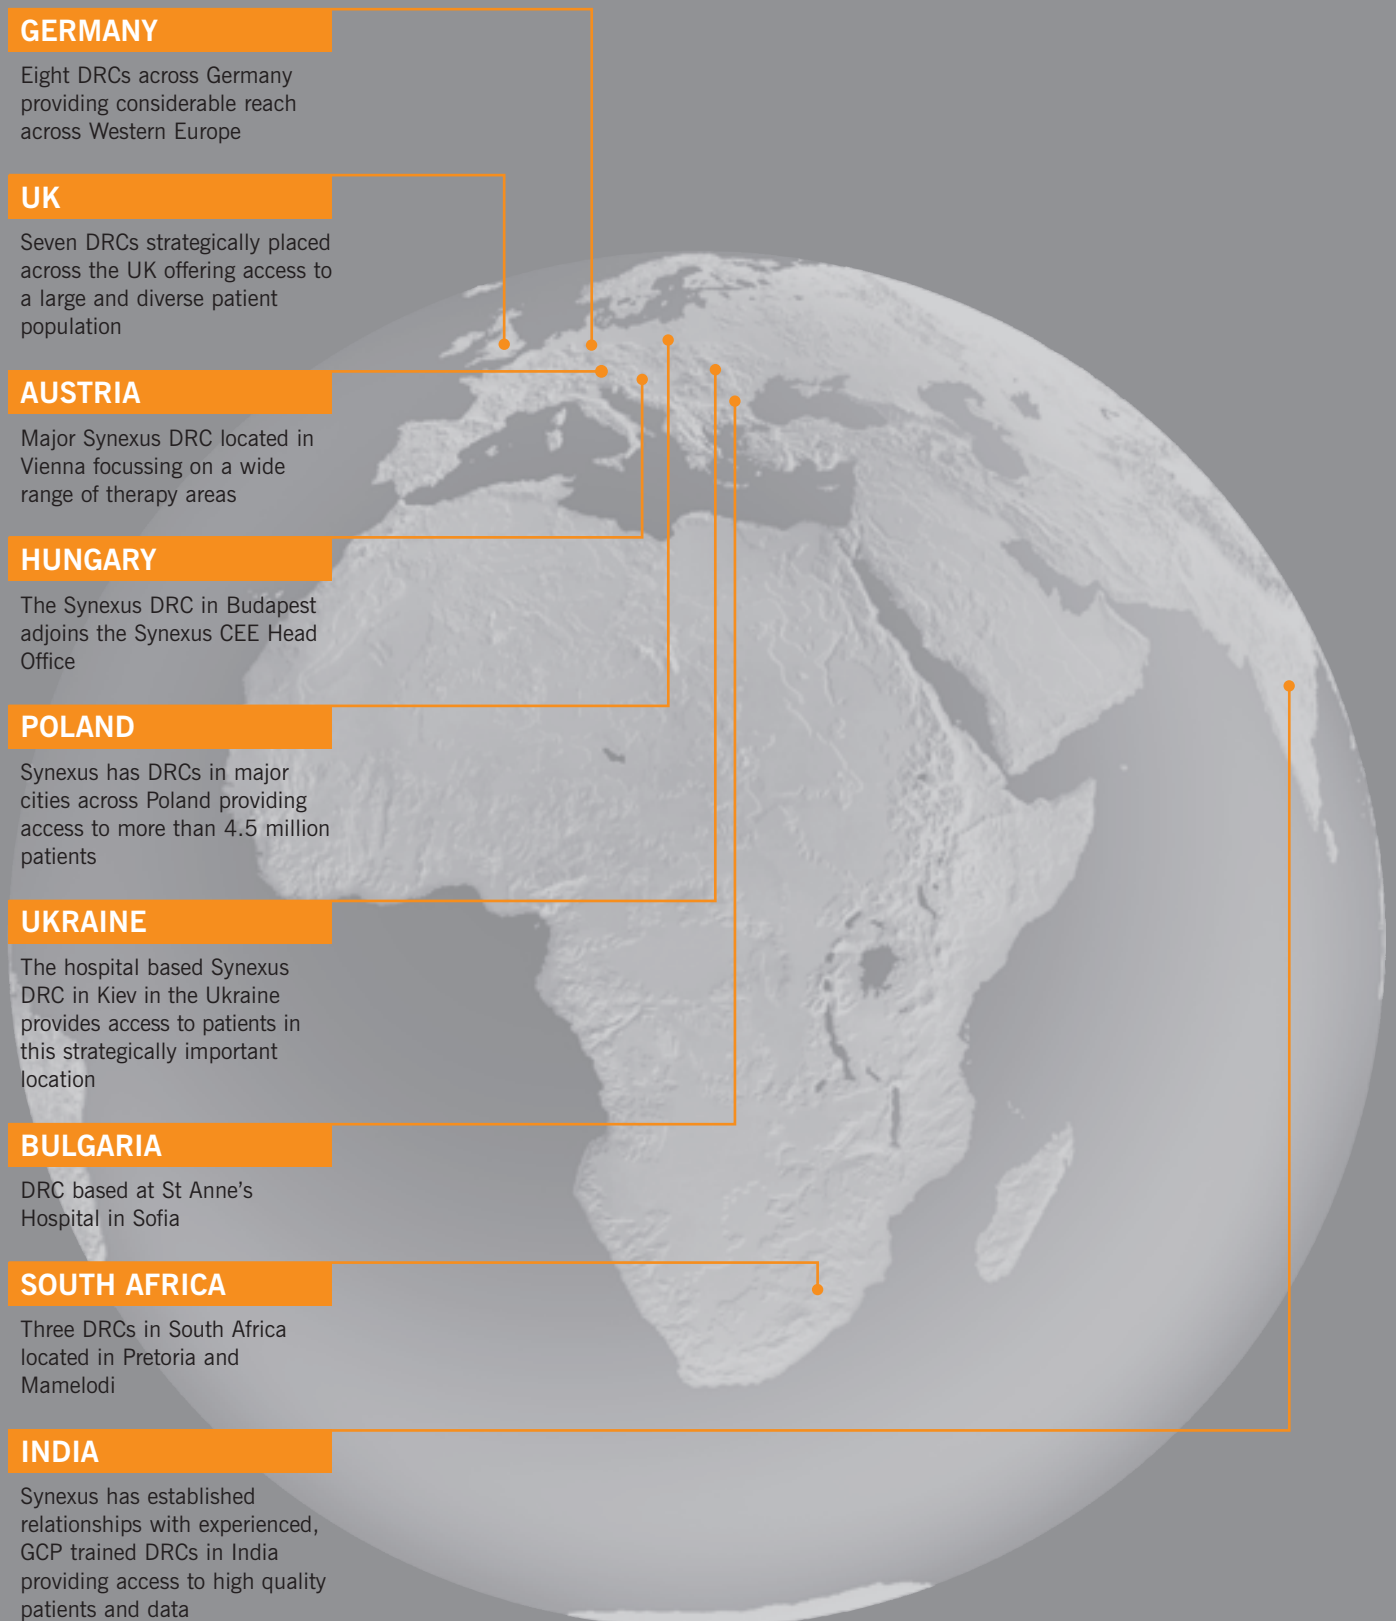 GERMANY
Eight DRCs across Germany
providing considerable reach
across Western Europe
UK
Seven DRCs strategically placed
across the UK offering access to
a large and diverse patient
population
AUSTRIA
Major Synexus DRC located in
Vienna focussing on a wide
range of therapy areas
HUNGARY
The Synexus DRC in Budapest
adjoins the Synexus CEE Head
Office
POLAND
Synexus has DRCs in major
cities across Poland providing
access to more than 4.5 million
patients
UKRAINE
The hospital based Synexus
DRC in Kiev in the Ukraine
provides access to patients in
this strategically important
location
BULGARIA
DRC based at St Anne’s
Hospital in Sofia
SOUTH AFRICA
Three DRCs in South Africa
located in Pretoria and
Mamelodi
INDIA
Synexus has established
relationships with experienced,
GCP trained DRCs in India
providing access to high quality
patients and data